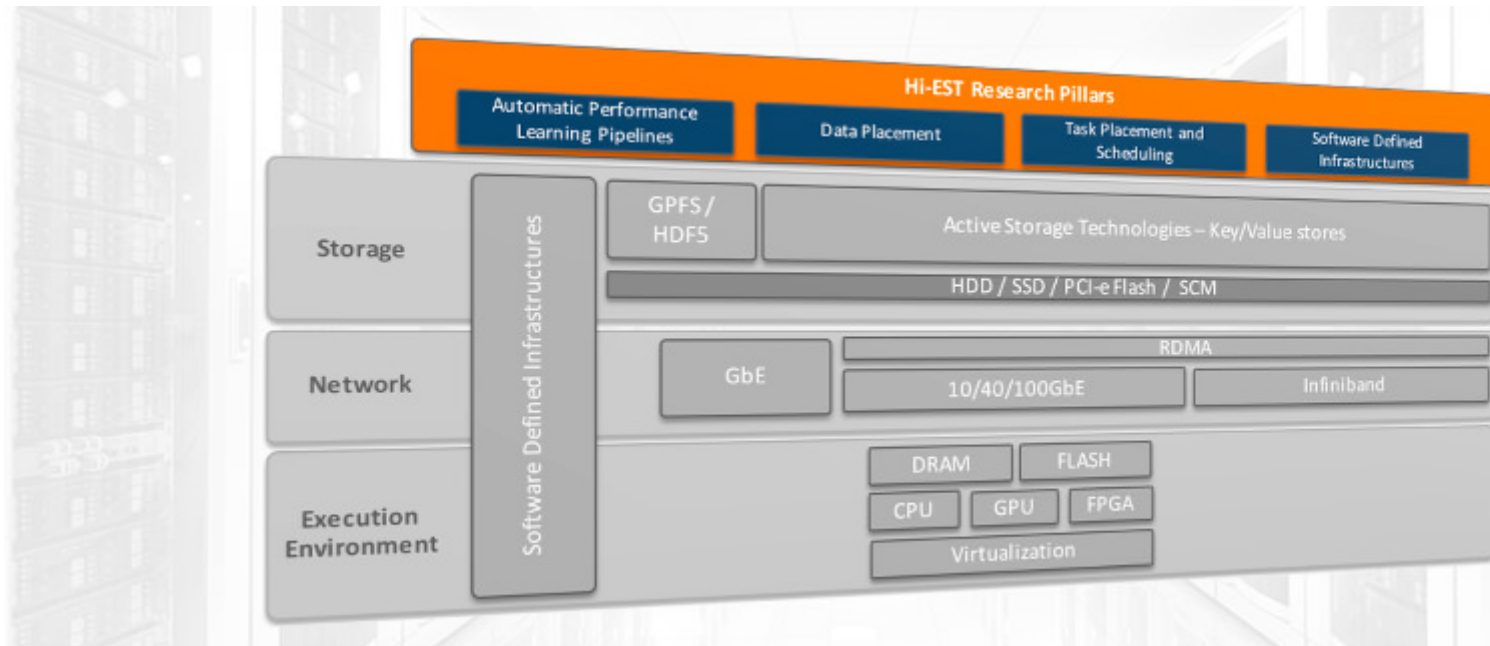 Hi-EST Research Pillars
Automatic Performance
Learning Pipelines
Data Placement
Task Placement and
Scheduling
Software Defined
Infrastructures
Storage
Software Defined Infrastructures
GPFS /
HDF5
Active Storage Technologies – Key/Value stores
HDD / SSD / PCI-e Flash / SCM
Network
GbE
RDMA
10/40/100GbE
Infiniband
Execution
Environment
DRAM
FLASH
CPU
GPU
FPGA
Virtualization